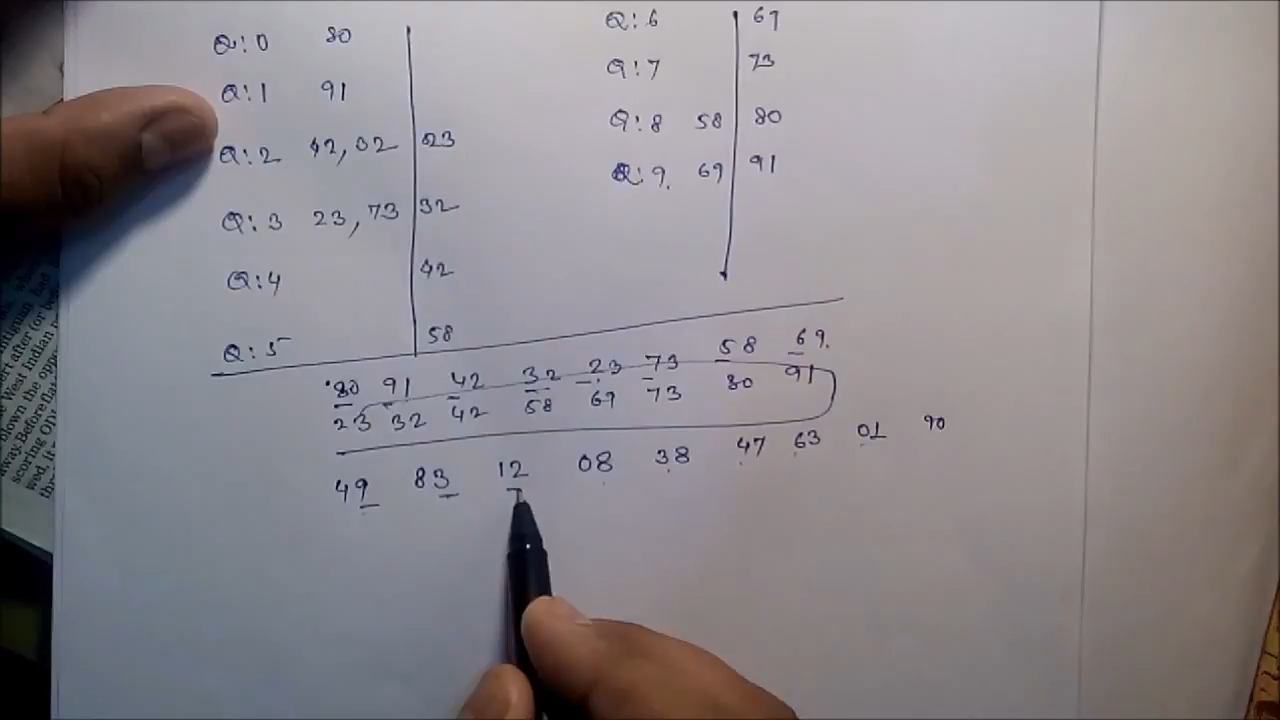 Q:0 80
Q:1 91
Q:2 42,02 23
Q:3 23,73 32
Q:4 42
Q:5 58
Q:6 69
Q:7 73
Q:8 58 80
Q:9. 69 91
80 91 42 32 23 73 58 69.
23 32 42 58 69 73 80 91
49 83 12 08 38 47 63 01 90